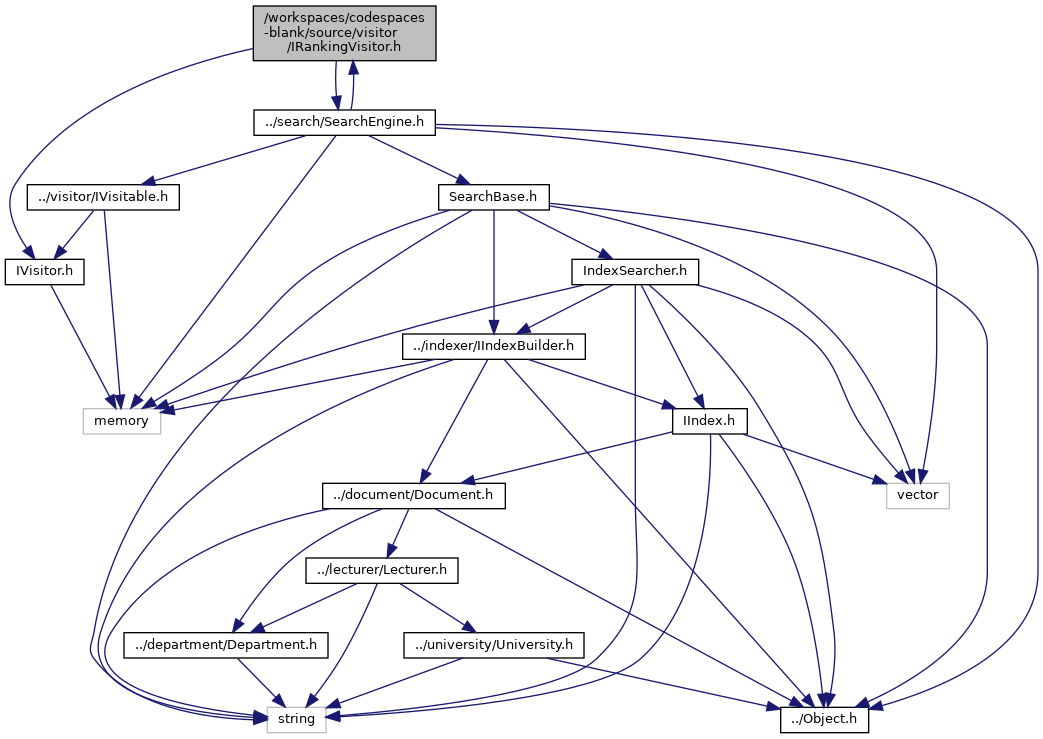 /workspaces/codespaces
-blank/source/visitor
/IRankingVisitor.h
../search/SearchEngine.h
../visitor/IVisitable.h
SearchBase.h
IVisitor.h
IndexSearcher.h
../indexer/IIndexBuilder.h
memory
IIndex.h
../document/Document.h
vector
../lecturer/Lecturer.h
../department/Department.h
../university/University.h
string
../Object.h